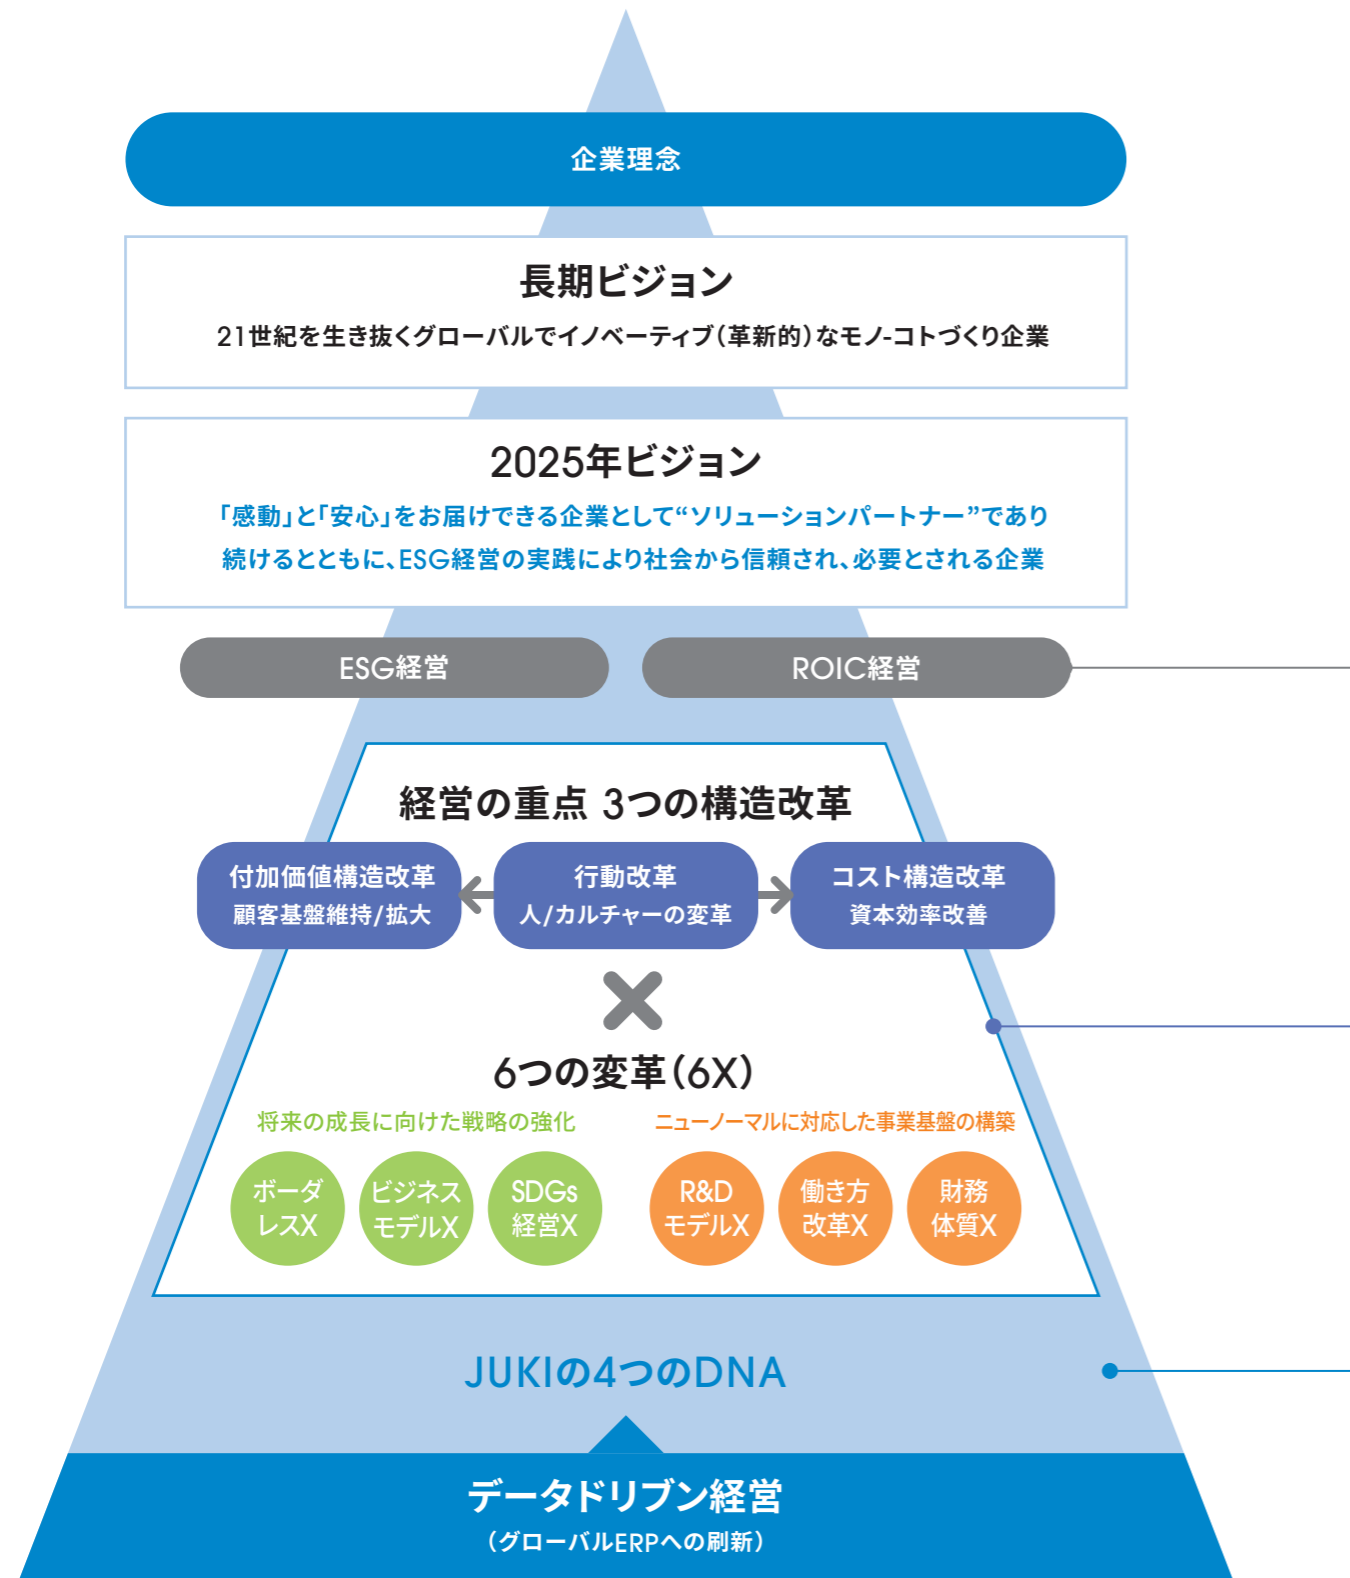 企業理念
長期ビジョン
21世紀を生き抜くグローバルでイノベーティブ（革新的）なモノ-コトづくり企業
2025年ビジョン
「感動」と「安心」をお届けできる企業として“ソリューションパートナー”であり
続けるとともに、ESG経営の実践により社会から信頼され、必要とされる企業
ESG経営
ROIC経営
経営の重点 3つの構造改革
付加価値構造改革
顧客基盤維持/拡大
行動改革
人/カルチャーの変革
コスト構造改革
資本効率改善
6つの変革（6X）
将来の成長に向けた戦略の強化
ボーダ
レスX
ビジネス
モデルX
SDGs
経営X
ニューノーマルに対応した事業基盤の構築
R&D
モデルX
働き方
改革X
財務
体質X
JUKIの4つのDNA
データドリブン経営
（グローバルERPへの刷新）